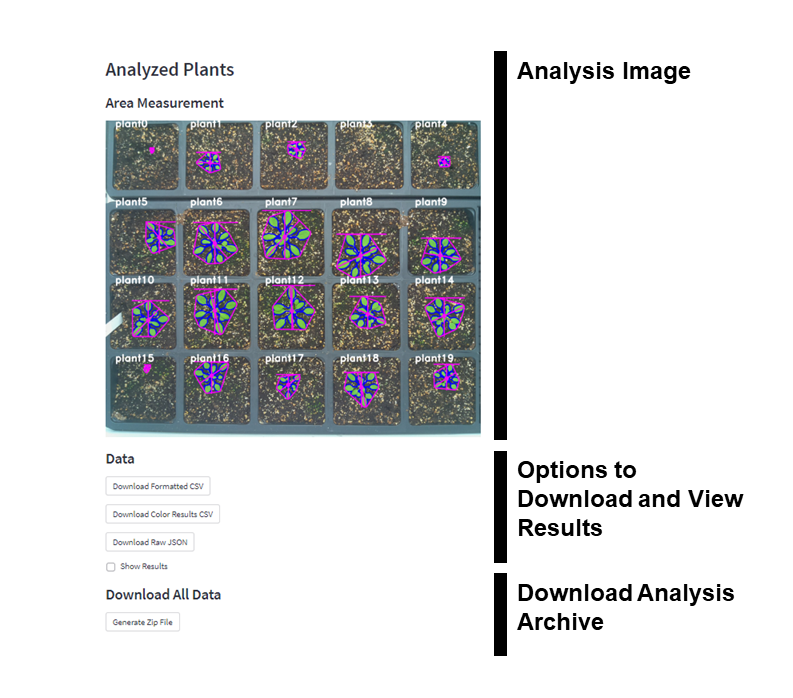 Analyzed Plants
Analysis Image
Area Measurement
plant0 plant1 plant2 plant3 plant4
plant5 plant6 plant7 plant8 plant9
plant10 plant11 plant12 plant13 plant14
plant15 plant16 plant17 plant18 plant19
Data
Download Formatted CSV
Download Color Results CSV
Download Raw JSON
Show Results
Options to
Download and View
Results
Download All Data
Generate Zip File
Download Analysis
Archive